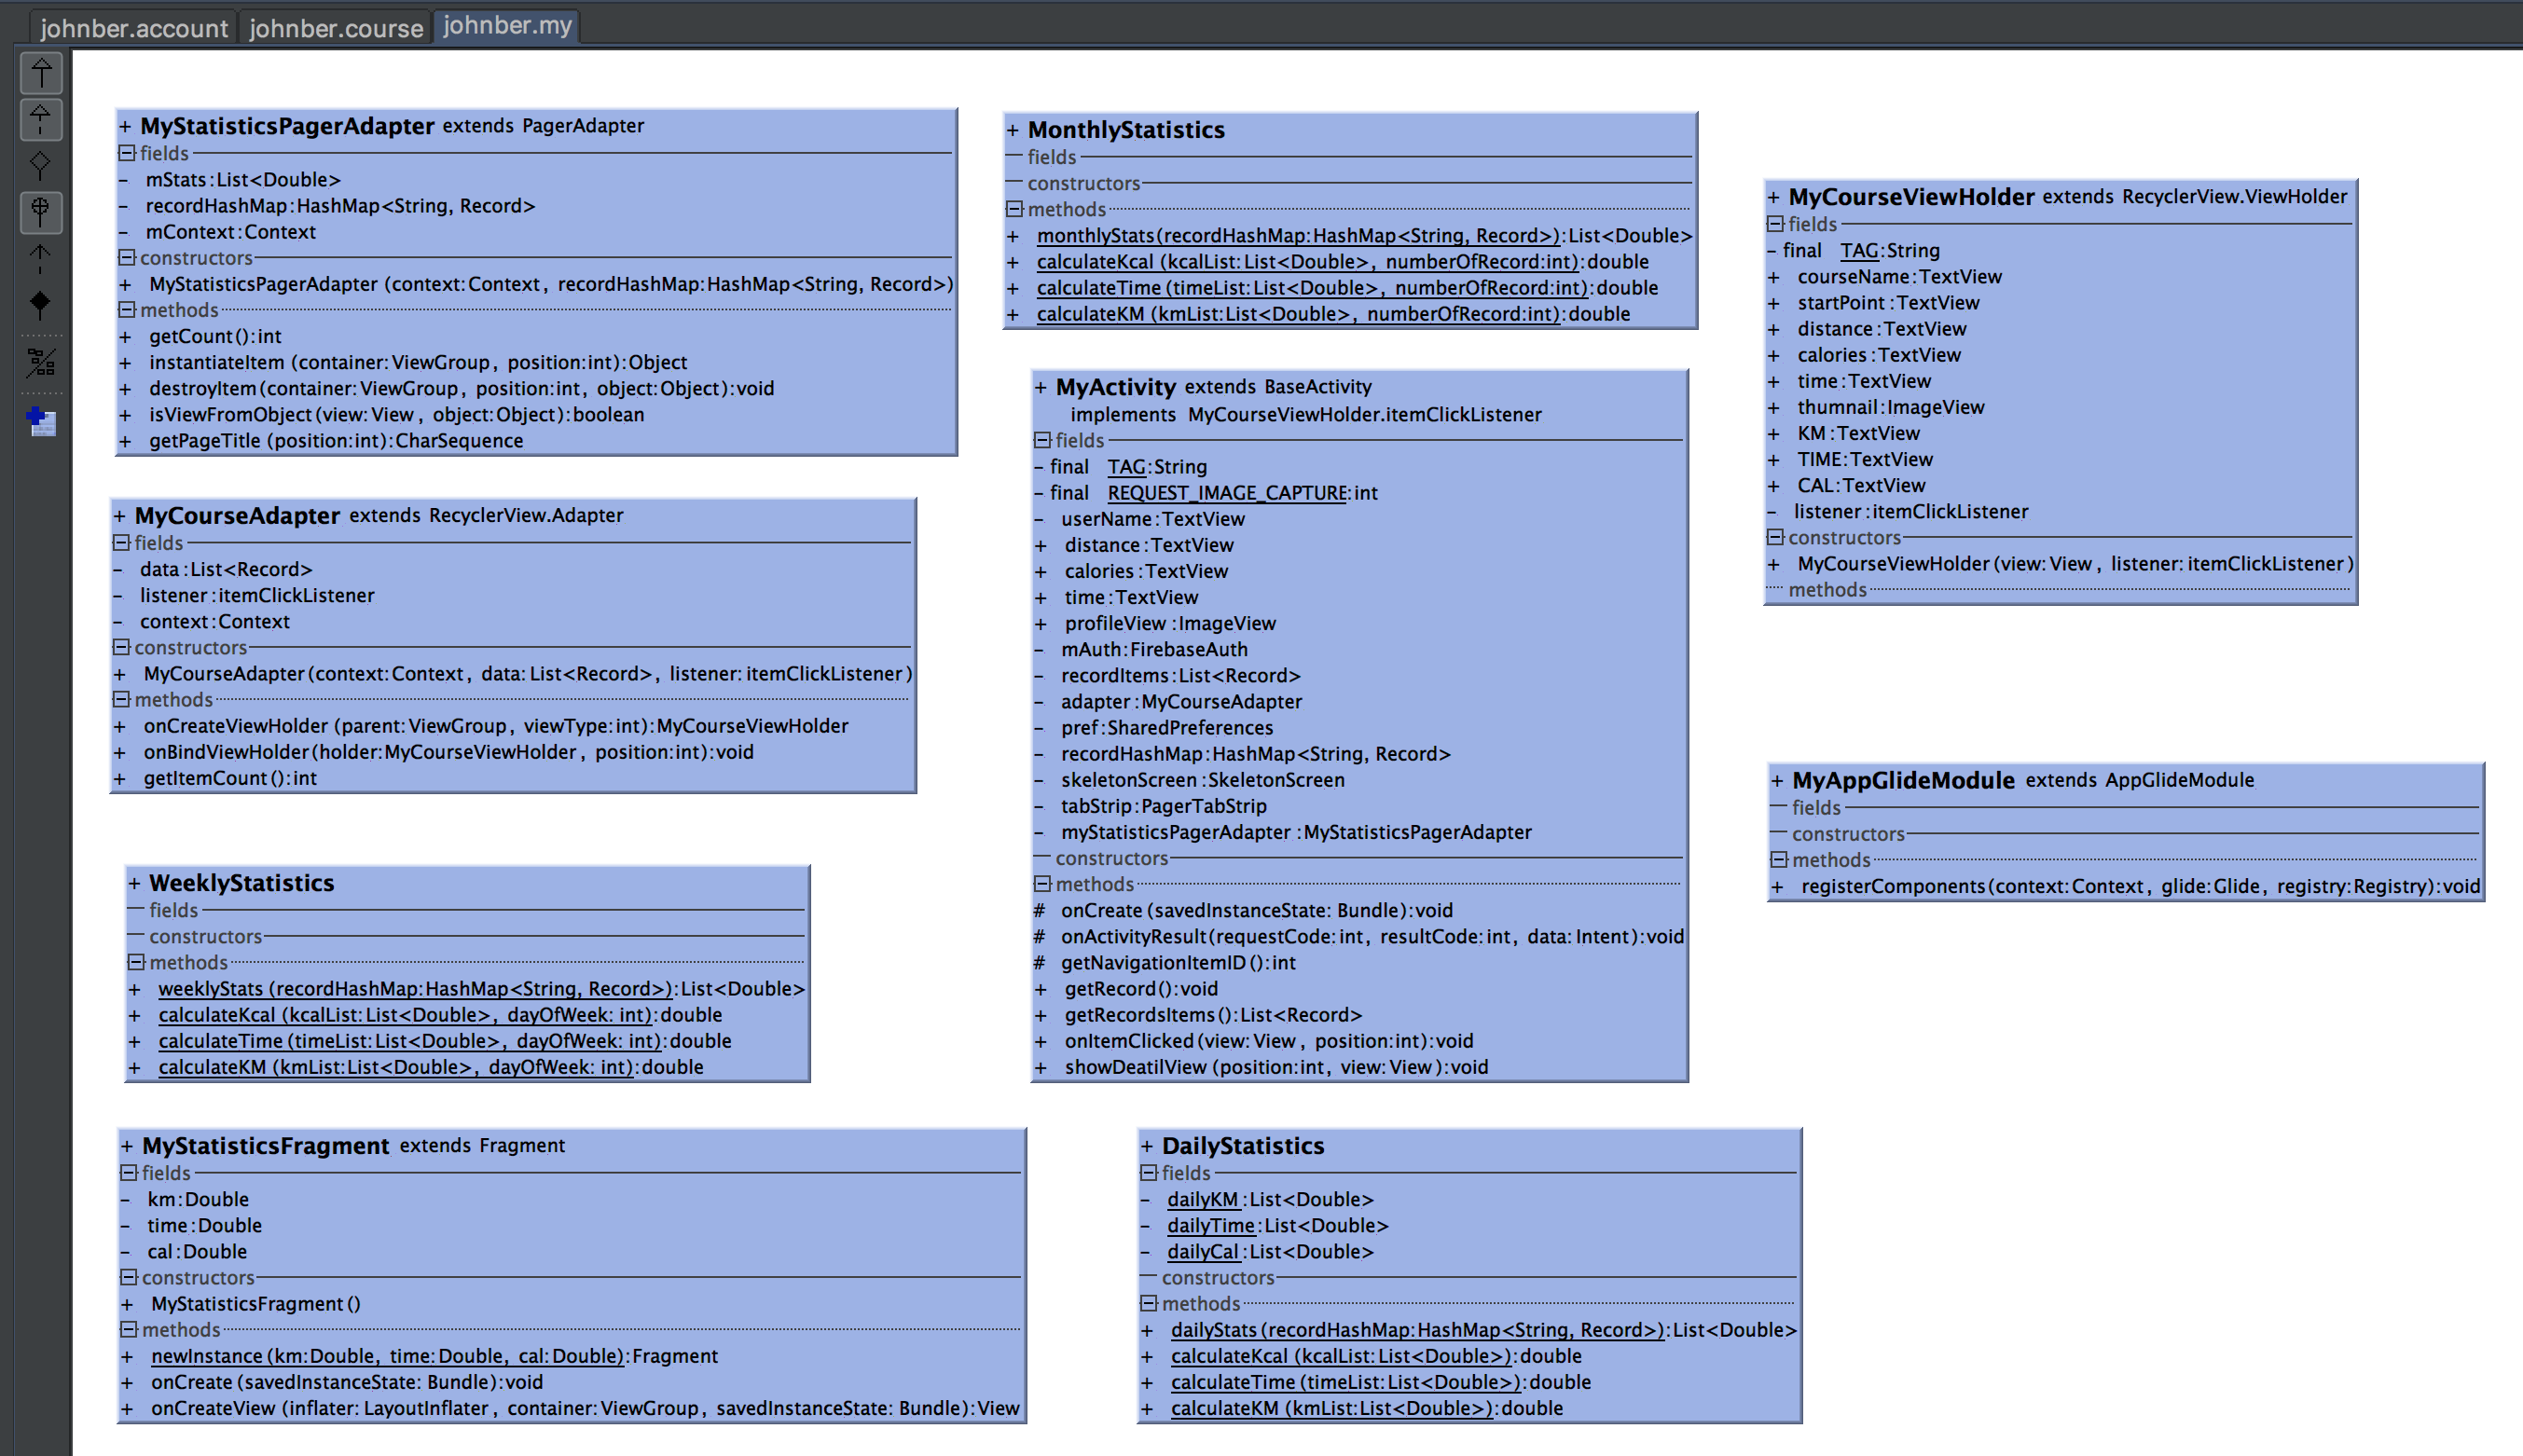 johnber.account johnber.course johnber.my
+ MyStatisticsPagerAdapter extends PagerAdapter
fields
- mStats:List<Double>
- recordHashMap:HashMap<String, Record>
- mContext:Context
constructors
+ MyStatisticsPagerAdapter (context:Context, recordHashMap:HashMap<String, Record>)
methods
+ getCount():int
+ instantiateItem (container:ViewGroup, position:int):Object
+ destroyItem(container:ViewGroup, position:int, object:Object):void
+ isViewFromObject(view:View, object:Object):boolean
+ getPageTitle (position:int):CharSequence
+ MonthlyStatistics
fields
constructors
methods
+ monthlyStats(recordHashMap:HashMap<String, Record>):List<Double>
+ calculateKcal (kcalList:List<Double>, numberOfRecord:int):double
+ calculateTime (timeList:List<Double>, numberOfRecord:int):double
+ calculateKM (kmList:List<Double>, numberOfRecord:int):double
+ MyCourseViewHolder extends RecyclerView.ViewHolder
fields
- final TAG:String
+ courseName:TextView
+ startPoint:TextView
+ distance:TextView
+ calories:TextView
+ time:TextView
+ thumnail:ImageView
+ KM:TextView
+ TIME:TextView
+ CAL:TextView
- listener:itemClickListener
constructors
+ MyCourseViewHolder(view:View, listener:itemClickListener)
methods
+ MyActivity extends BaseActivity
implements MyCourseViewHolder.itemClickListener
fields
- final TAG:String
- final REQUEST_IMAGE_CAPTURE:int
- userName:TextView
+ distance:TextView
+ calories:TextView
+ time:TextView
+ profileView:ImageView
- mAuth:FirebaseAuth
- recordItems:List<Record>
- adapter:MyCourseAdapter
- pref:SharedPreferences
- recordHashMap:HashMap<String, Record>
- skeletonScreen:SkeletonScreen
- tabStrip:PagerTabStrip
- myStatisticsPagerAdapter:MyStatisticsPagerAdapter
constructors
methods
# onCreate(savedInstanceState: Bundle):void
# onActivityResult(requestCode:int, resultCode:int, data:Intent):void
# getNavigationItemID():int
+ getRecord():void
+ getRecordsItems():List<Record>
+ onItemClicked(view:View, position:int):void
+ showDeatilView(position:int, view:View):void
+ MyCourseAdapter extends RecyclerView.Adapter
fields
- data:List<Record>
- listener:itemClickListener
- context:Context
constructors
+ MyCourseAdapter(context:Context, data:List<Record>, listener:itemClickListener)
methods
+ onCreateViewHolder (parent:ViewGroup, viewType:int):MyCourseViewHolder
+ onBindViewHolder(holder:MyCourseViewHolder, position:int):void
+ getItemCount():int
+ MyAppGlideModule extends AppGlideModule
fields
constructors
methods
+ registerComponents(context:Context, glide:Glide, registry:Registry):void
+ WeeklyStatistics
fields
constructors
methods
+ weeklyStats (recordHashMap:HashMap<String, Record>):List<Double>
+ calculateKcal (kcalList:List<Double>, dayOfWeek: int):double
+ calculateTime (timeList:List<Double>, dayOfWeek: int):double
+ calculateKM (kmList:List<Double>, dayOfWeek: int):double
+ MyStatisticsFragment extends Fragment
fields
- km:Double
- time:Double
- cal:Double
constructors
+ MyStatisticsFragment()
methods
+ newInstance(km:Double, time:Double, cal:Double):Fragment
+ onCreate(savedInstanceState: Bundle):void
+ onCreateView (inflater:LayoutInflater, container:ViewGroup, savedInstanceState: Bundle):View
+ DailyStatistics
fields
- dailyKM:List<Double>
- dailyTime:List<Double>
- dailyCal:List<Double>
constructors
methods
+ dailyStats(recordHashMap:HashMap<String, Record>):List<Double>
+ calculateKcal (kcalList:List<Double>):double
+ calculateTime (timeList:List<Double>):double
+ calculateKM (kmList:List<Double>):double